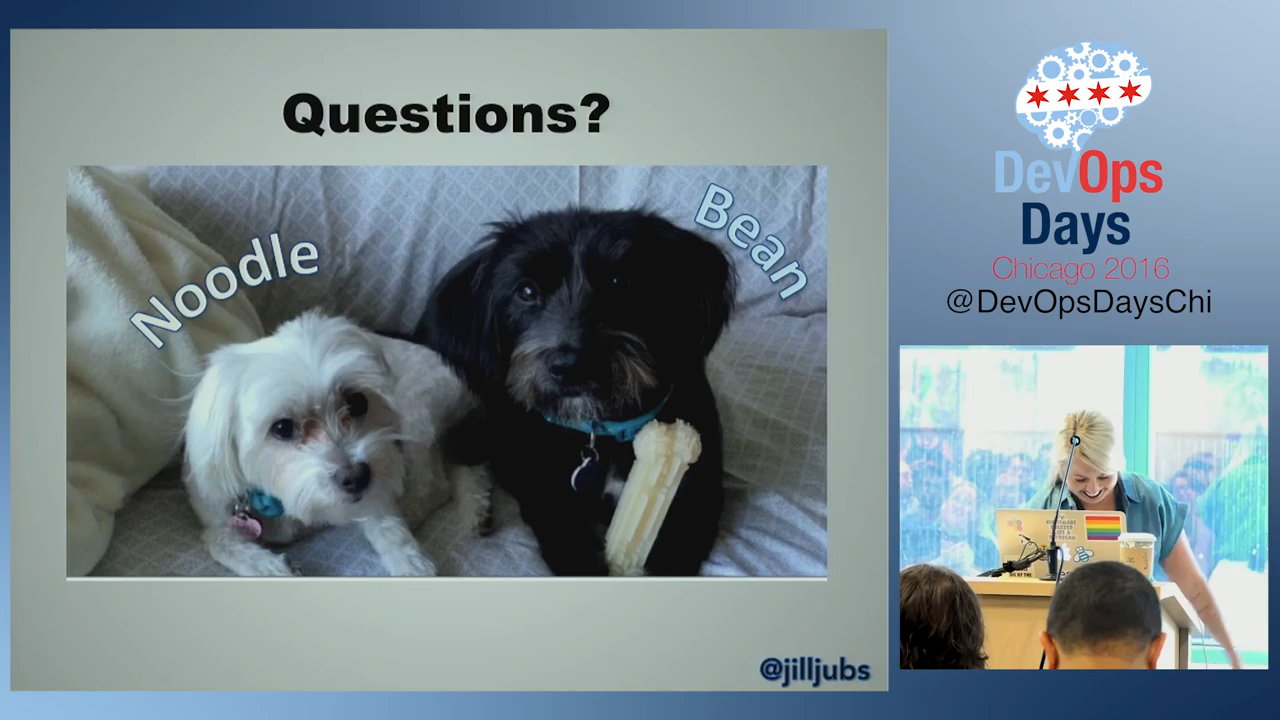 Questions?
Noodle
Bean
@jilljubs
DevOps
Days
Chicago 2016
@DevOpsDaysChi